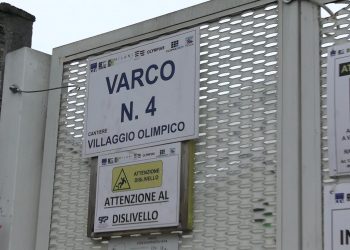 VARCO
N. 4
CANTIERE
VILLAGGIO OLIMPICO
ATTENZIONE
DISLIVELLO
ATTENZIONE AL
DISLIVELLO